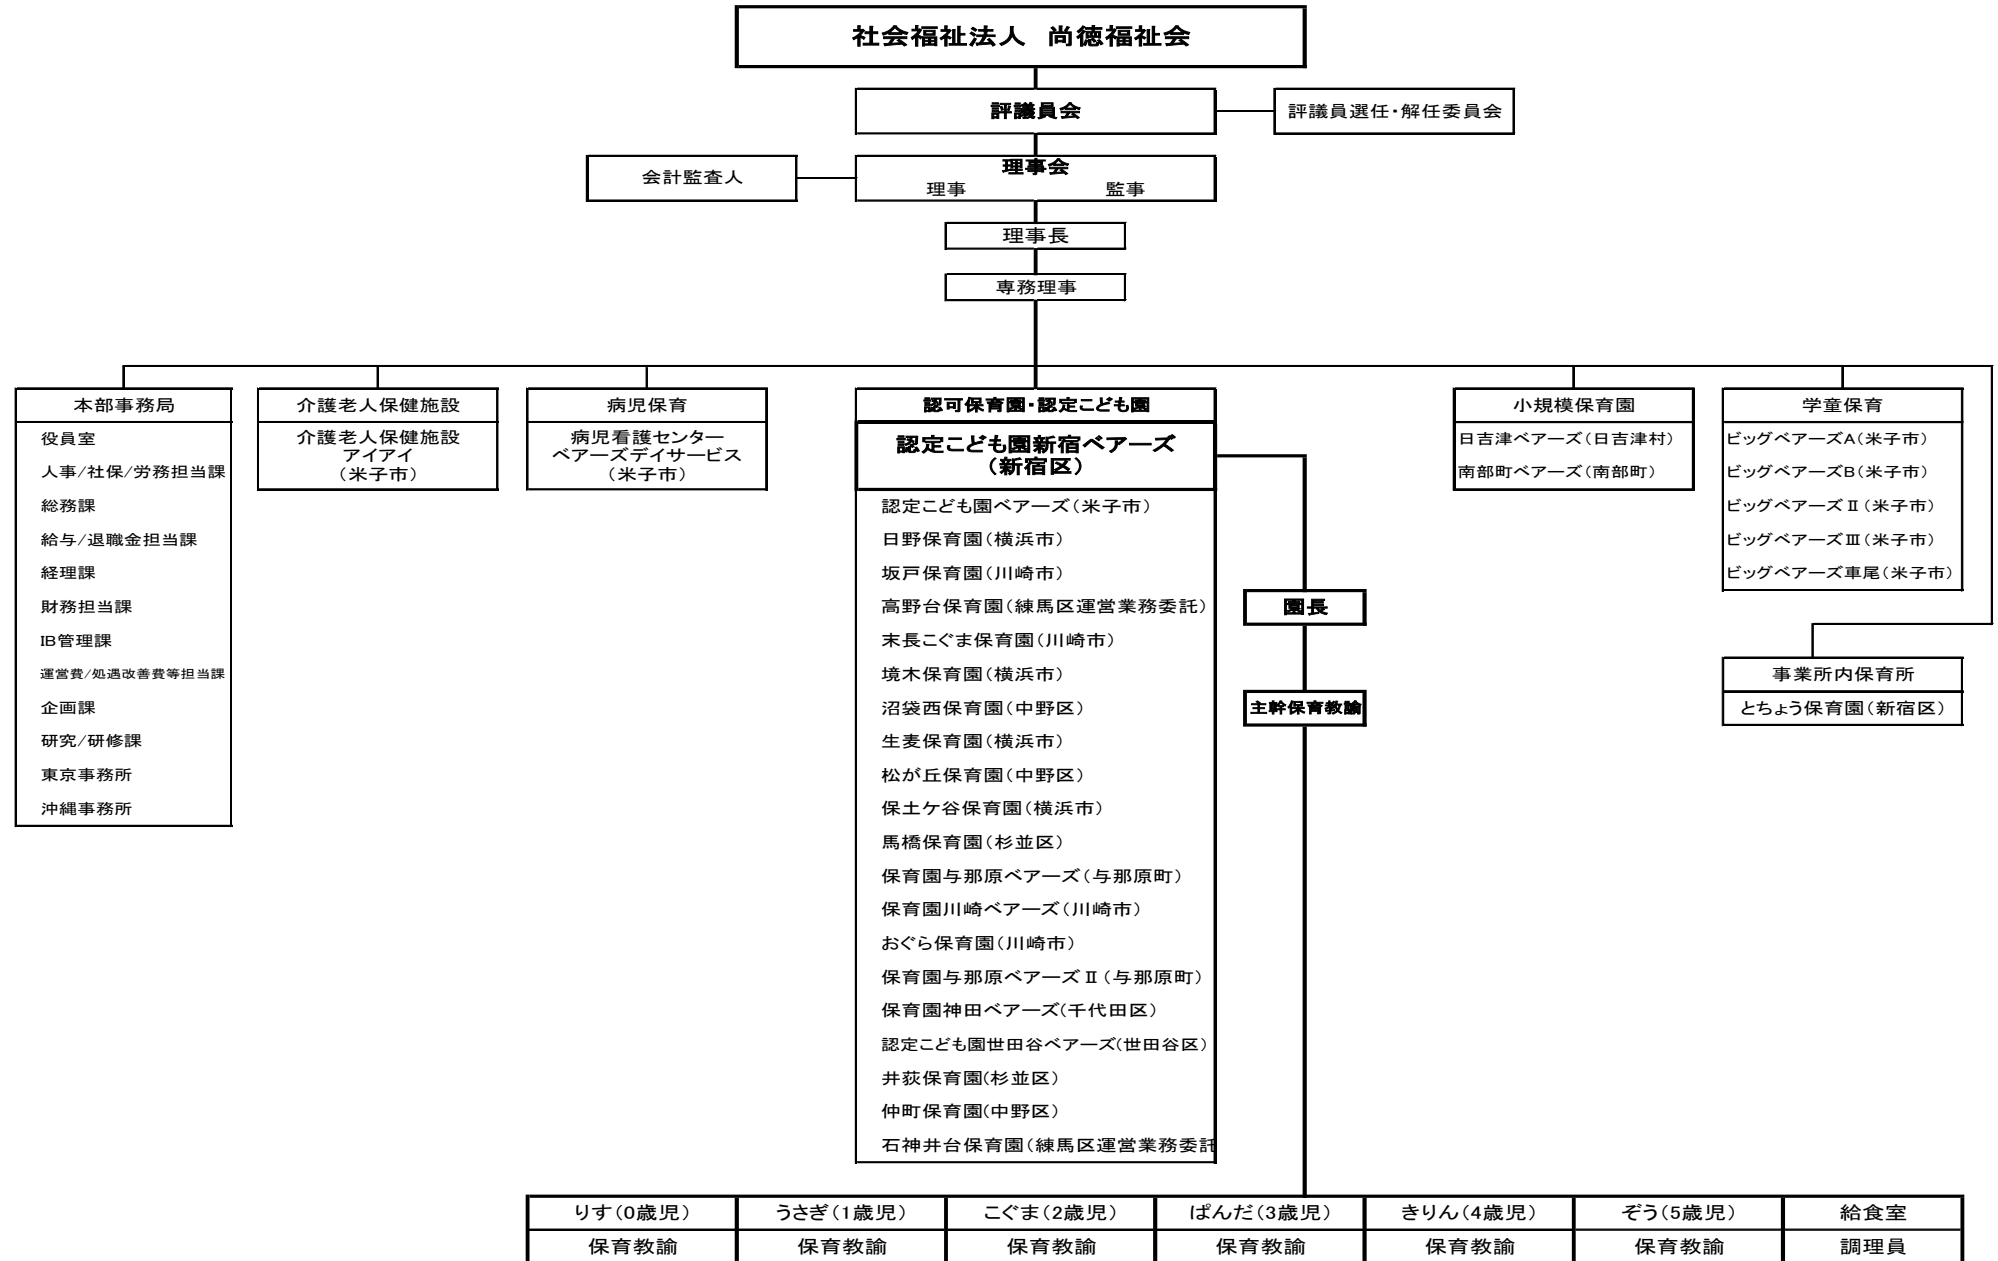 社会福祉法人　尚徳福祉会
評議員会
評議員選任・解任委員会
会計監査人
理事会
理事　監事
理事長
専務理事
本部事務局
役員室
人事/社保/労務担当課
総務課
給与/退職金担当課
経理課
財務担当課
IB管理課
運営費/処遇改善費等担当課
企画課
研究/研修課
東京事務所
沖縄事務所
介護老人保健施設
介護老人保健施設
アイアイ
（米子市）
病児保育
病児看護センター
ベアーズデイサービス
（米子市）
認可保育園・認定こども園
認定こども園新宿ベアーズ
（新宿区）
認定こども園ベアーズ（米子市）
日野保育園（横浜市）
坂戸保育園（川崎市）
高野台保育園（練馬区運営業務委託）
末長こぐま保育園（川崎市）
境木保育園（横浜市）
沼袋西保育園（中野区）
生麦保育園（横浜市）
松が丘保育園（中野区）
保土ケ谷保育園（横浜市）
馬橋保育園（杉並区）
保育園与那原ベアーズ（与那原町）
保育園川崎ベアーズ（川崎市）
おぐら保育園（川崎市）
保育園与那原ベアーズⅡ（与那原町）
保育園神田ベアーズ(千代田区）
認定こども園世田谷ベアーズ(世田谷区）
井荻保育園(杉並区）
仲町保育園(中野区）
石神井台保育園（練馬区運営業務委託
園長
主幹保育教諭
小規模保育園
日吉津ベアーズ（日吉津村）
南部町ベアーズ（南部町）
学童保育
ビッグベアーズA（米子市）
ビッグベアーズB（米子市）
ビッグベアーズⅡ（米子市）
ビッグベアーズⅢ（米子市）
ビッグベアーズ車尾（米子市）
事業所内保育所
とちょう保育園（新宿区）
りす（0歳児）　うさぎ（1歳児）　こぐま（2歳児）　ぱんだ（3歳児）　きりん（4歳児）　ぞう（5歳児）　給食室
保育教諭　保育教諭　保育教諭　保育教諭　保育教諭　保育教諭　調理員